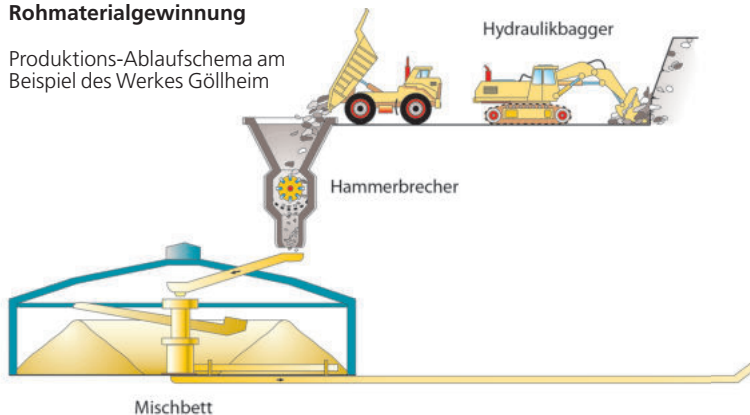 Rohmaterialgewinnung
Produktions-Ablaufschema am
Beispiel des Werkes Göllheim
Hydraulikbagger
Hammerbrecher
Mischbett